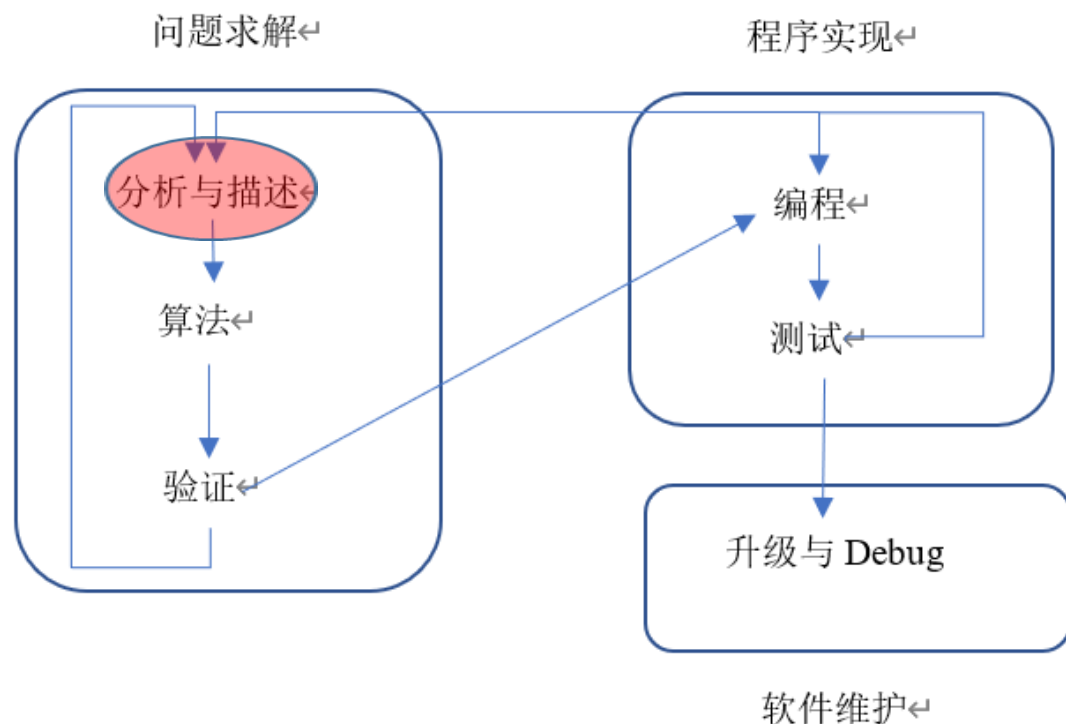 问题求解↵
程序实现↵
分析与描述↵
编程↵
算法↵
测试↵
验证↵
升级与 Debug
软件维护↵